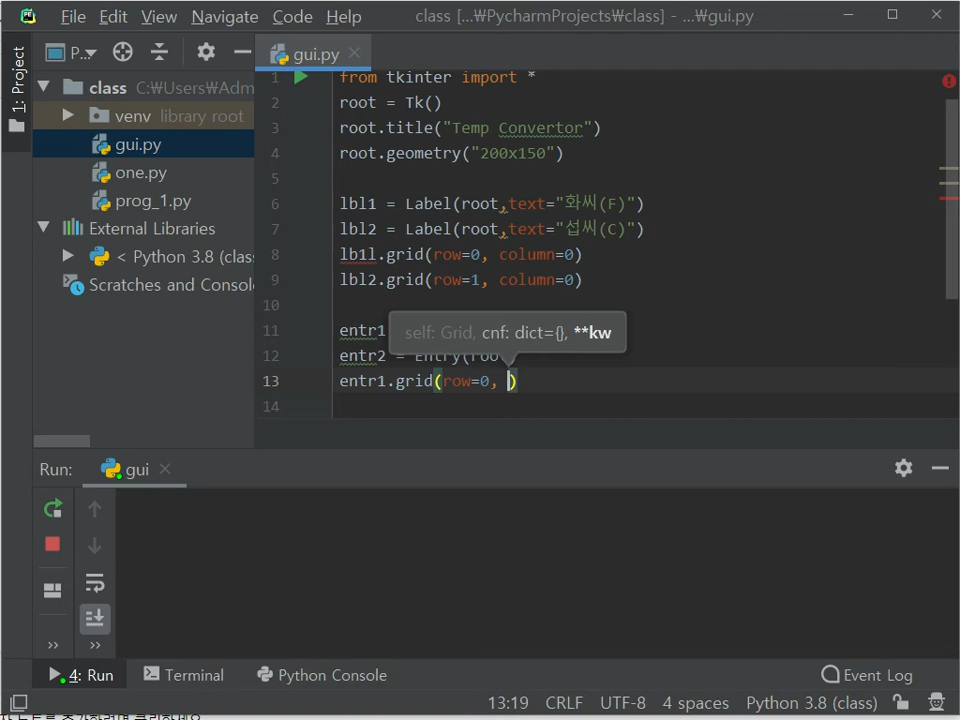 File Edit View Navigate Code Help class [...₩PycharmProjects₩class] - ...₩gui.py
1: Project
P...
class C:₩Users₩Adm
venv library root
gui.py
one.py
prog_1.py
External Libraries
< Python 3.8 (clas
Scratches and Consol
gui.py
1 from tkinter import *
2 root = Tk()
3 root.title("Temp Convertor")
4 root.geometry("200x150")
5
6 lbl1 = Label(root,text="화씨(F)")
7 lbl2 = Label(root,text="섭씨(C)")
8 lb1l.grid(row=0, column=0)
9 lbl2.grid(row=1, column=0)
10
11 entr1
self: Grid, cnf: dict={}, **kw
12 entr2 = Entry(root
13 entr1.grid(row=0, )
14
Run: gui
4: Run Terminal Python Console Event Log
13:19 CRLF UTF-8 4 spaces Python 3.8 (class)